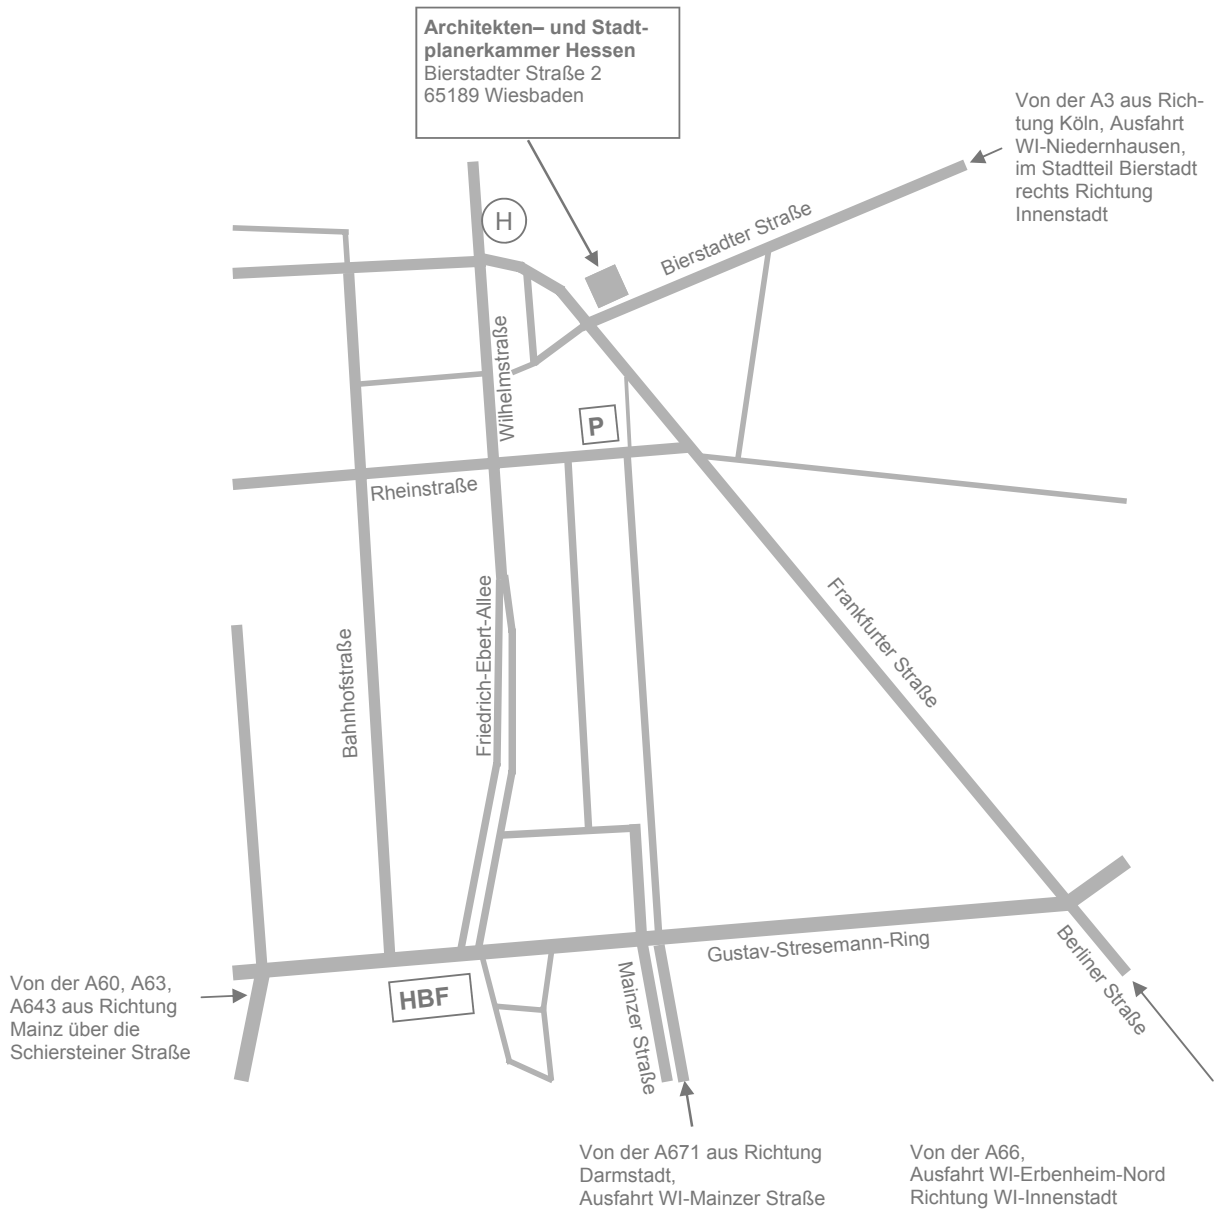 Architekten– und Stadt-
planerkammer Hessen
Bierstadter Straße 2
65189 Wiesbaden
Von der A3 aus Rich-
tung Köln, Ausfahrt
WI-Niedernhausen,
im Stadtteil Bierstadt
rechts Richtung
Innenstadt
H
Bierstadter Straße
Wilhelmstraße
P
Rheinstraße
Friedrich-Ebert-Allee
Frankfurter Straße
Bahnhofstraße
Gustav-Stresemann-Ring
Berliner Straße
Mainzer Straße
HBF
Von der A60, A63,
A643 aus Richtung
Mainz über die
Schiersteiner Straße
Von der A671 aus Richtung
Darmstadt,
Ausfahrt WI-Mainzer Straße
Von der A66,
Ausfahrt WI-Erbenheim-Nord
Richtung WI-Innenstadt